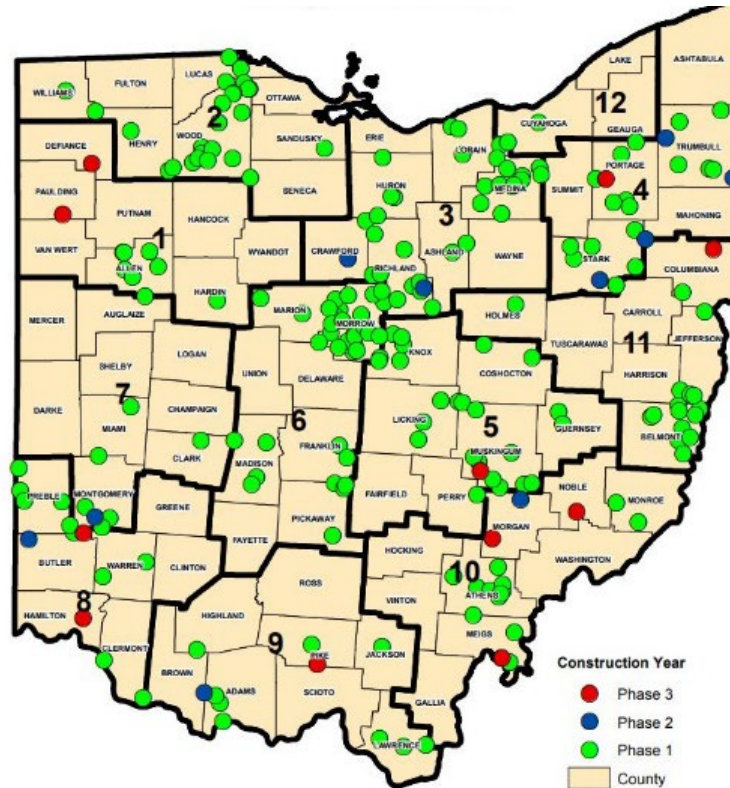 LAKE
ASHTABULA
LUCAS
FULTON
WILLIAMS
OTTAWA
12
2
CUYAHOGA
GEAUGA
ERIE
LORAIN
WOOD
HENRY
SANDUSKY
DEFIANCE
TRUMBULL
PORTAGE
SUMMIT
4
HURON
MEDINA
SENECA
PAULDING
3
PUTNAM
HANCOCK
MAHONING
1
VAN WERT
WYANDOT
CRAWFORD
ASHLAND
WAYNE
STARK
ALLEN
RICHLAND
COLUMBIANA
HARDIN
AUGLAIZE
MARION
HOLMES
CARROLL
MERCER
MORROW
JEFFERSON
TUSCARAWAS
11
LOGAN
KNOX
SHELBY
UNION
COSHOCTON
HARRISON
DELAWARE
7
CHAMPAIGN
DARKE
LICKING
6
5
GUERNSEY
MIAMI
BELMONT
FRANKLIN
MUSKINGUM
CLARK
MADISON
NOBLE
PREBLE
MONTGOMERY
FAIRFIELD
PERRY
MONROE
GREENE
PICKAWAY
MORGAN
FAYETTE
HOCKING
WASHINGTON
BUTLER
WARREN
CLINTON
10
ROSS
ATHENS
VINTON
8
HAMILTON
HIGHLAND
9
MEIGS
CLERMONT
PIKE
JACKSON
BROWN
ADAMS
SCIOTO
GALLIA
LAWRENCE
Construction Year
Phase 3
Phase 2
Phase 1
County